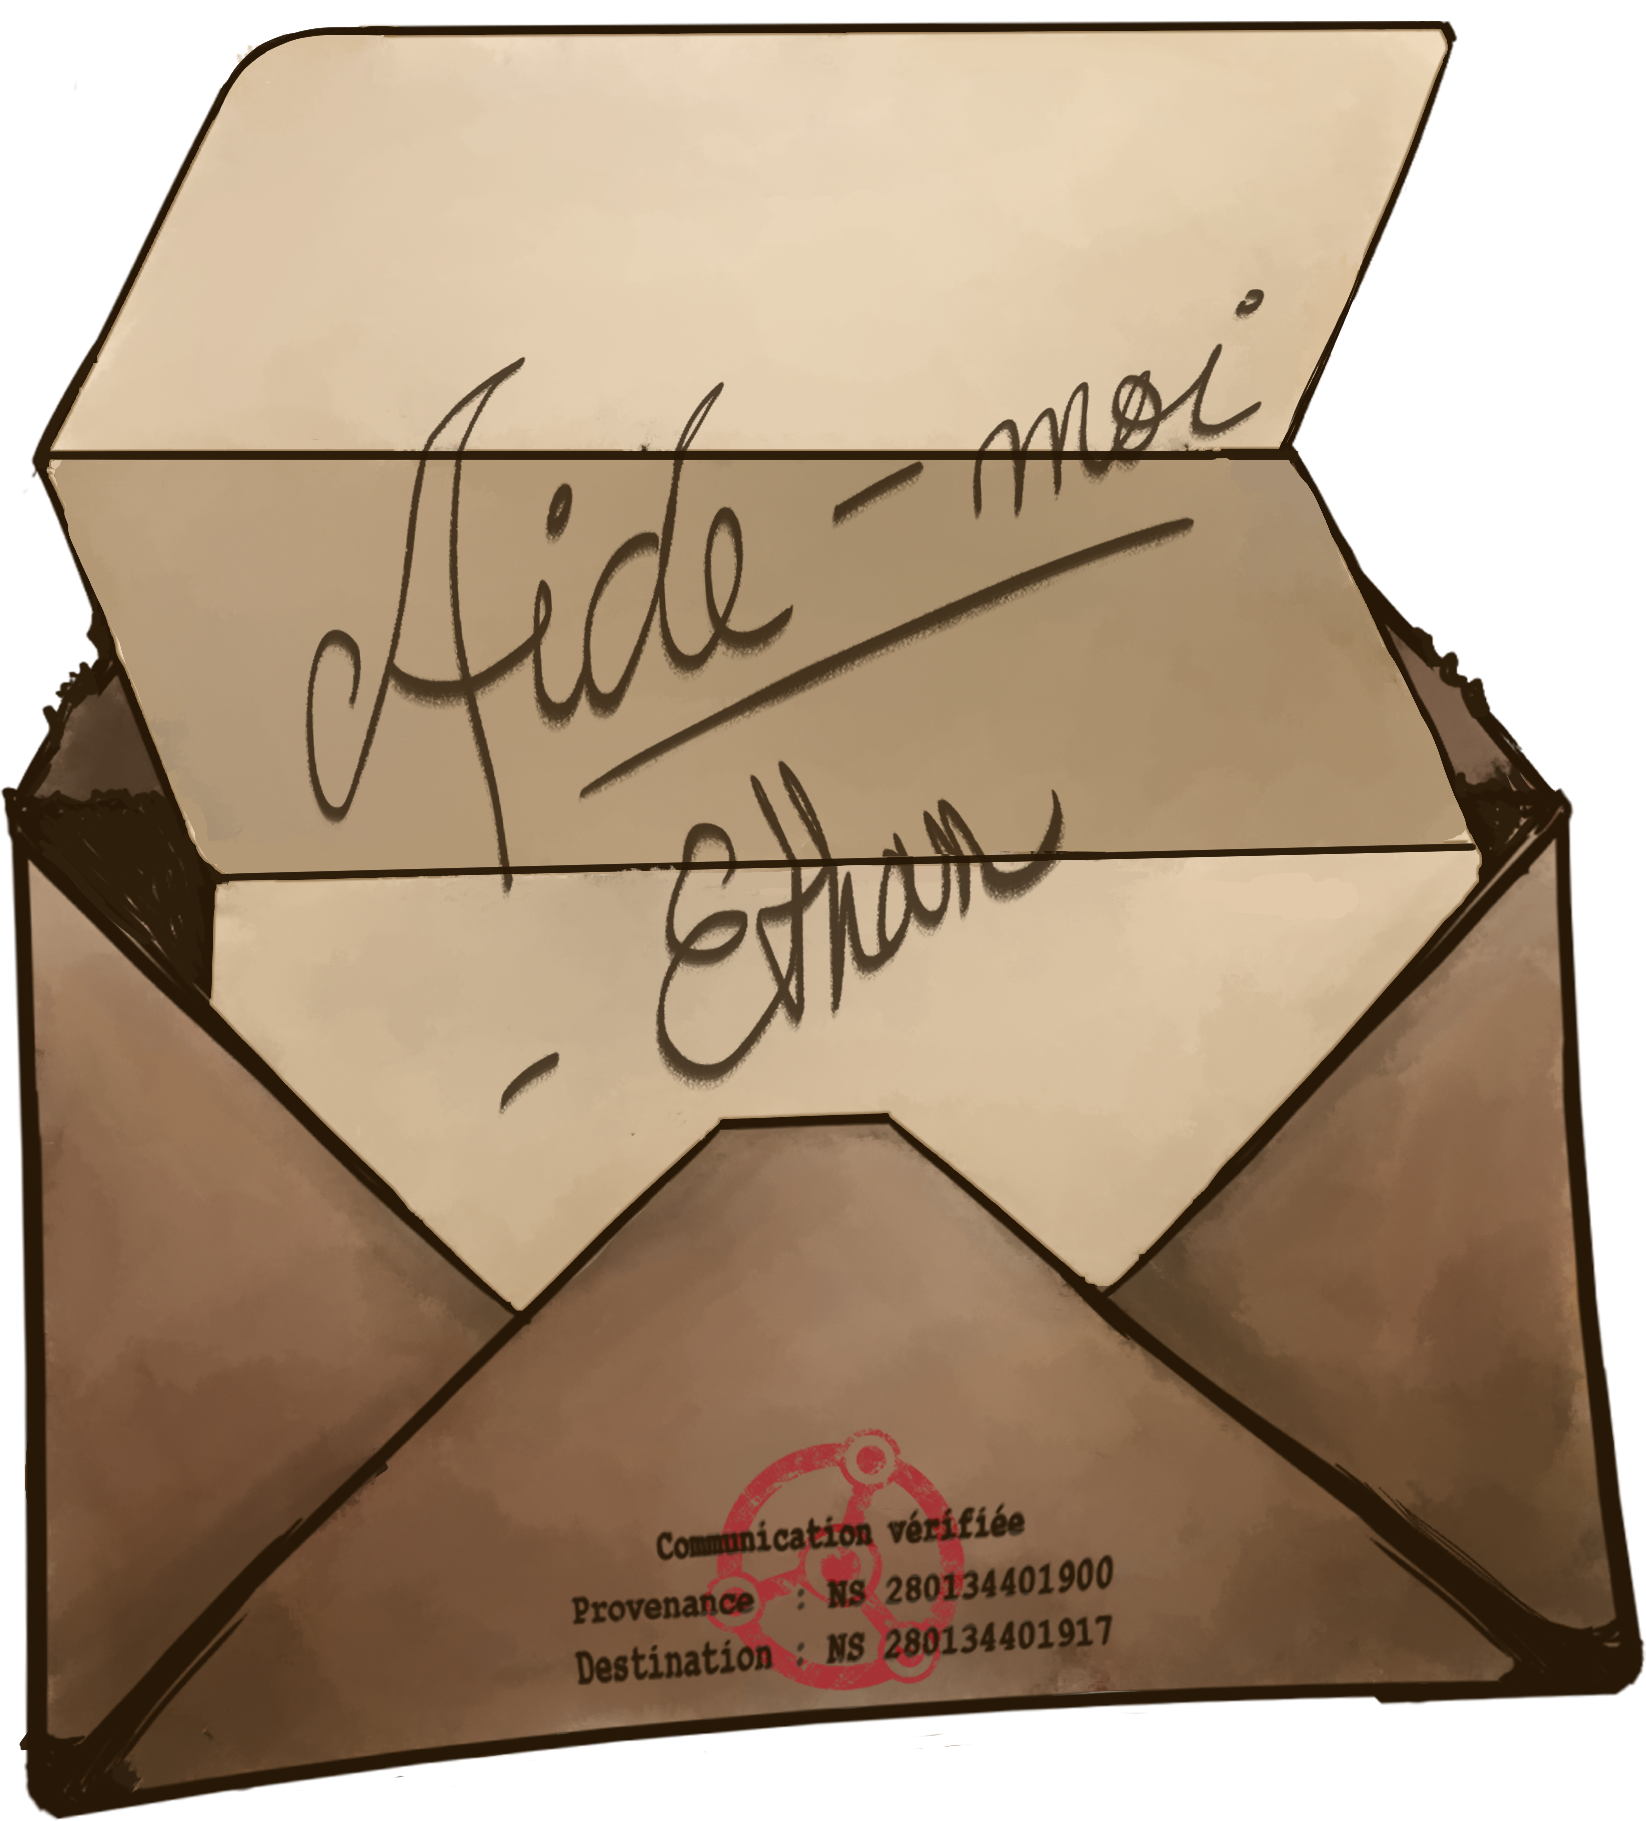 Aide-moi
- Ethan
Communication vérifiée
Provenance : NS 280134401900
Destination : NS 280134401917